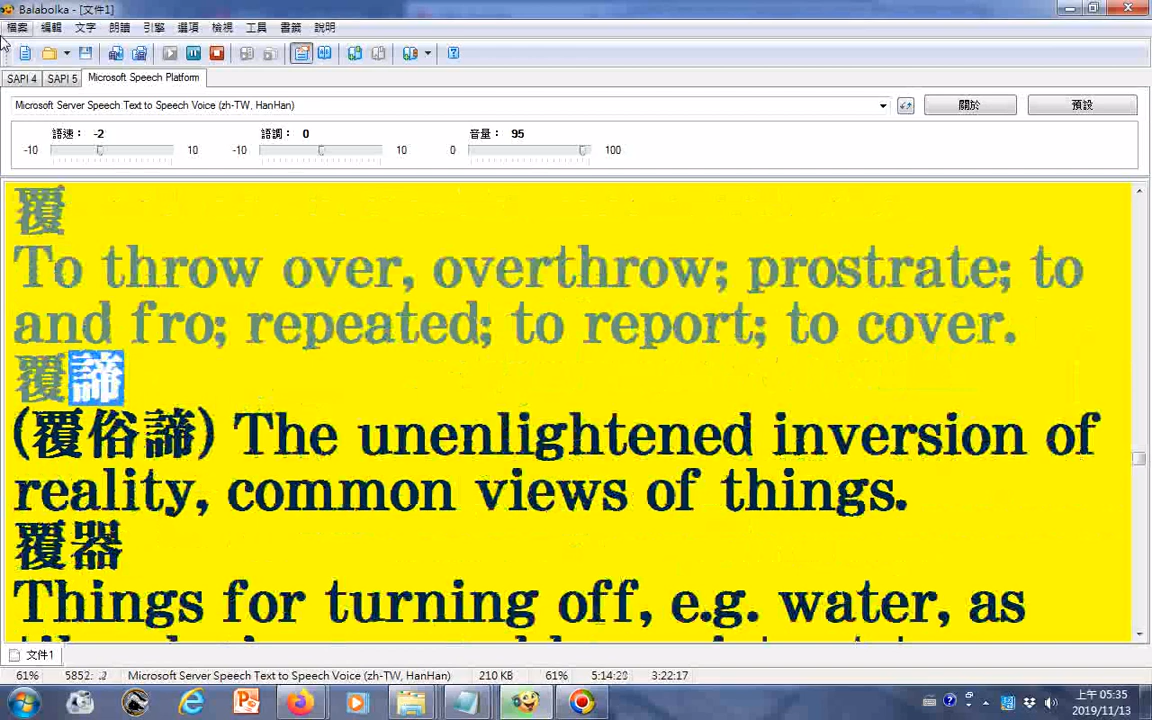 Balabolka - [文件1]
檔案 編輯 文字 朗讀 引擎 選項 檢視 工具 書籤 說明
SAPI 4 SAPI 5 Microsoft Speech Platform
Microsoft Server Speech Text to Speech Voice (zh-TW, HanHan) 關於 預設
語速： -2 語調： 0 音量： 95
-10 10 -10 10 0 100
覆
To throw over, overthrow; prostrate; to
and fro; repeated; to report; to cover.
覆諦
(覆俗諦) The unenlightened inversion of
reality, common views of things.
覆器
Things for turning off, e.g. water, as
文件1
61% Microsoft Server Speech Text to Speech Voice (zh-TW, HanHan) 210 KB 61% 5:14:28 3:22:17
上午 05:35
2019/11/13